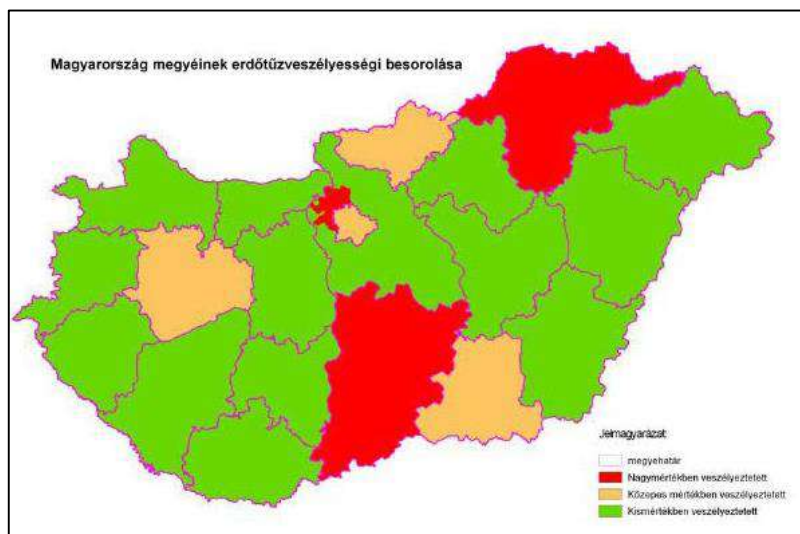 Magyarország megyéinek erdőtűzveszélyességi besorolása
Jelmagyarázat
megyehatár
Nagymértékben veszélyeztetett
Közepes mértékben veszélyeztetett
Kismértékben veszélyeztetett